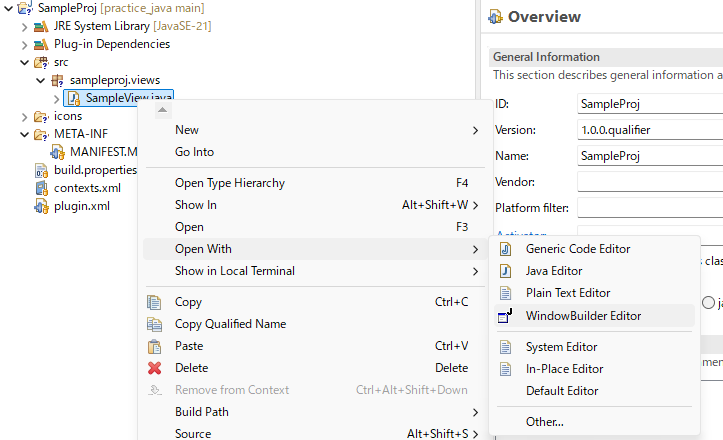 SampleProj [practice_java main]
JRE System Library [JavaSE-21]
Plug-in Dependencies
src
sampleproj.views
SampleView.java
icons
META-INF
MANIFEST.M
build.properties
contexts.xml
plugin.xml
New
Go Into
Open Type Hierarchy F4
Show In Alt+Shift+W
Open F3
Open With
Show in Local Terminal
Copy Ctrl+C
Copy Qualified Name
Paste Ctrl+V
Delete Delete
Remove from Context Ctrl+Alt+Shift+Down
Build Path
Source Alt+Shift+S
Overview
General Information
This section describes general information a
ID: SampleProj
Version: 1.0.0.qualifier
Name: SampleProj
Vendor:
Platform filter:
Generic Code Editor
Java Editor
Plain Text Editor
WindowBuilder Editor
System Editor
In-Place Editor
Default Editor
Other...